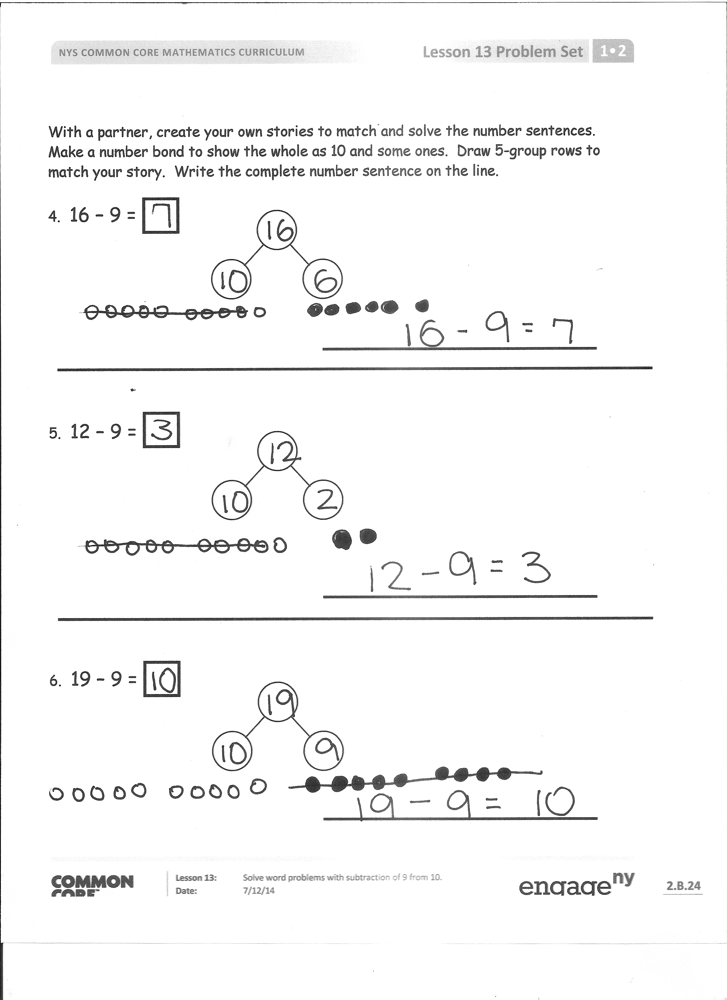 NYS COMMON CORE MATHEMATICS CURRICULUM Lesson 13 Problem Set 1•2
With a partner, create your own stories to match and solve the number sentences.
Make a number bond to show the whole as 10 and some ones. Draw 5-group rows to
match your story. Write the complete number sentence on the line.
4. 16 - 9 = 7
16
10 6
16 - 9 = 7
5. 12 - 9 = 3
12
10 2
12 - 9 = 3
6. 19 - 9 = 10
19
10 9
19 - 9 = 10
COMMON CORE™
Lesson 13: Solve word problems with subtraction of 9 from 10.
Date: 7/12/14
engage ny
2.B.24